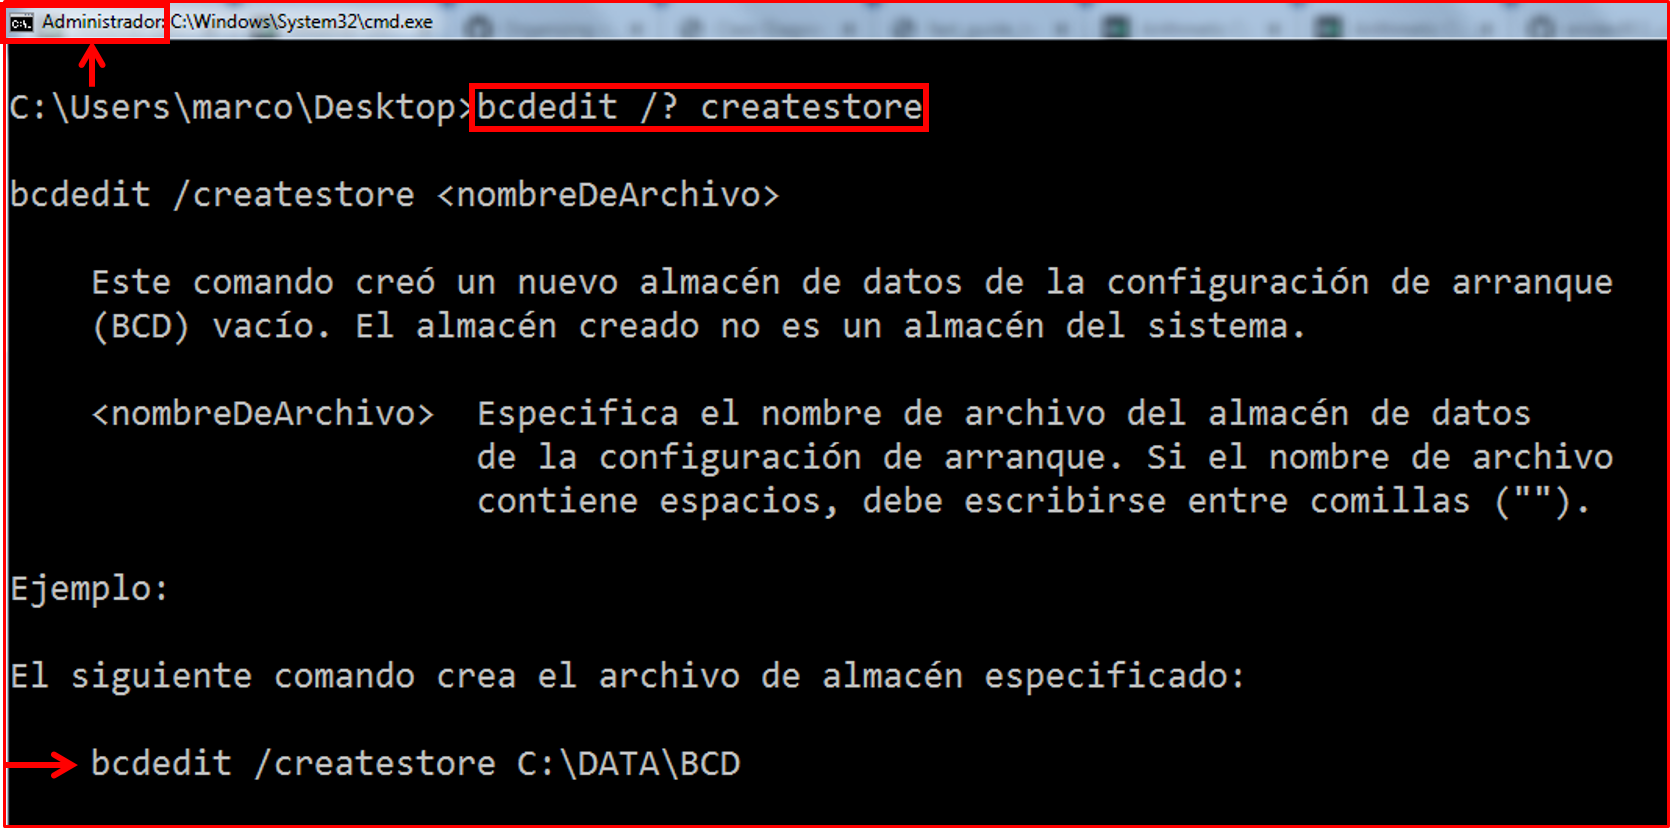 Administrador: C:\Windows\System32\cmd.exe
C:\Users\marco\Desktop>bcdedit /? createstore
bcdedit /createstore <nombreDeArchivo>
Este comando creó un nuevo almacén de datos de la configuración de arranque
(BCD) vacío. El almacén creado no es un almacén del sistema.
<nombreDeArchivo> Especifica el nombre de archivo del almacén de datos
de la configuración de arranque. Si el nombre de archivo
contiene espacios, debe escribirse entre comillas ("").
Ejemplo:
El siguiente comando crea el archivo de almacén especificado:
bcdedit /createstore C:\DATA\BCD